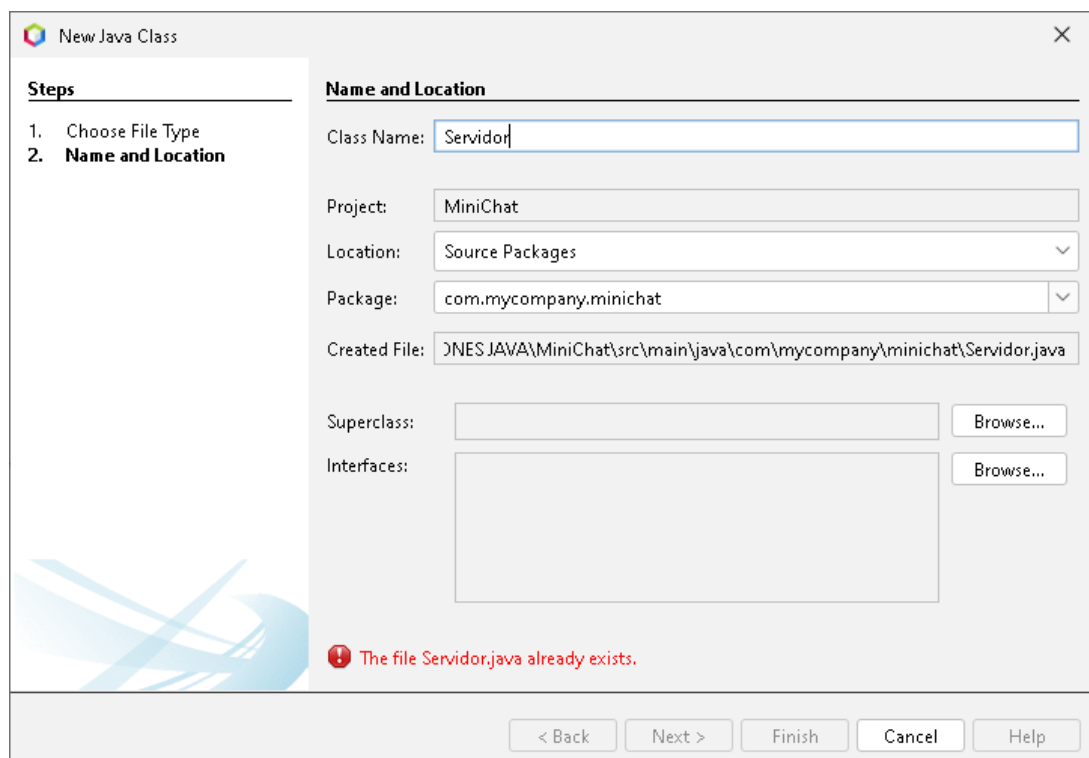 New Java Class
Steps
1. Choose File Type
2. Name and Location
Name and Location
Class Name: Servidor
Project: MiniChat
Location: Source Packages
Package: com.mycompany.minichat
Created File: ONES JAVA\MiniChat\src\main\java\com\mycompany\minichat\Servidor.java
Superclass: Browse...
Interfaces: Browse...
The file Servidor.java already exists.
< Back Next > Finish Cancel Help